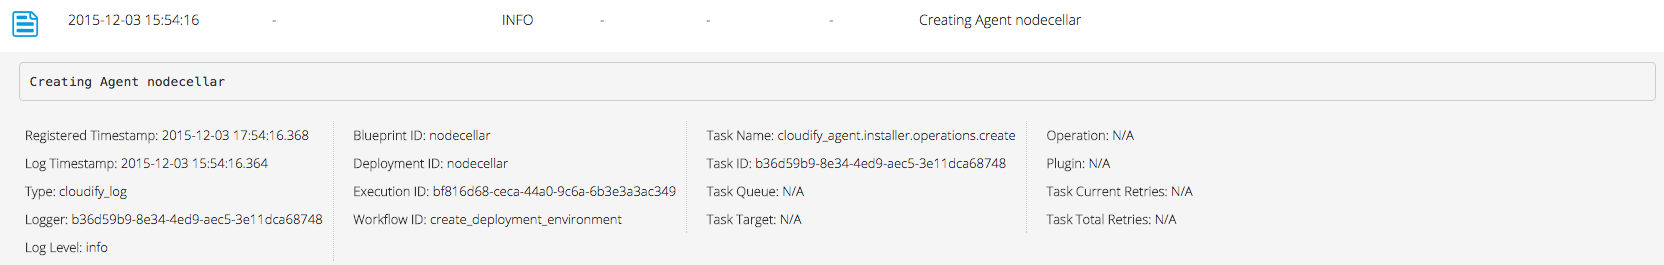 2015-12-03 15:54:16 - INFO - - - Creating Agent nodecellar
Creating Agent nodecellar
Registered Timestamp: 2015-12-03 17:54:16.368
Log Timestamp: 2015-12-03 15:54:16.364
Type: cloudify_log
Logger: b36d59b9-8e34-4ed9-aec5-3e11dca68748
Log Level: info
Blueprint ID: nodecellar
Deployment ID: nodecellar
Execution ID: bf816d68-ceca-44a0-9c6a-6b3e3a3ac349
Workflow ID: create_deployment_environment
Task Name: cloudify_agent.installer.operations.create
Task ID: b36d59b9-8e34-4ed9-aec5-3e11dca68748
Task Queue: N/A
Task Target: N/A
Operation: N/A
Plugin: N/A
Task Current Retries: N/A
Task Total Retries: N/A